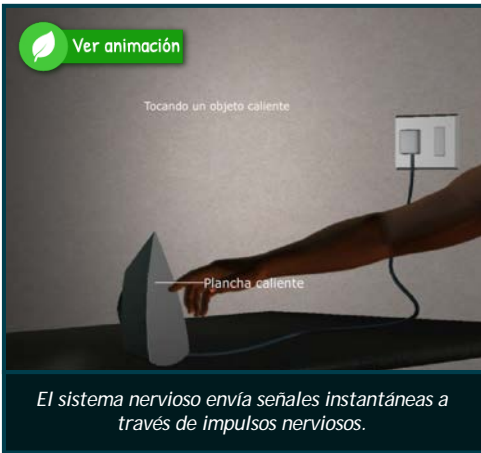 Ver animación
Tocando un objeto caliente
Plancha caliente
El sistema nervioso envía señales instantáneas a
través de impulsos nerviosos.